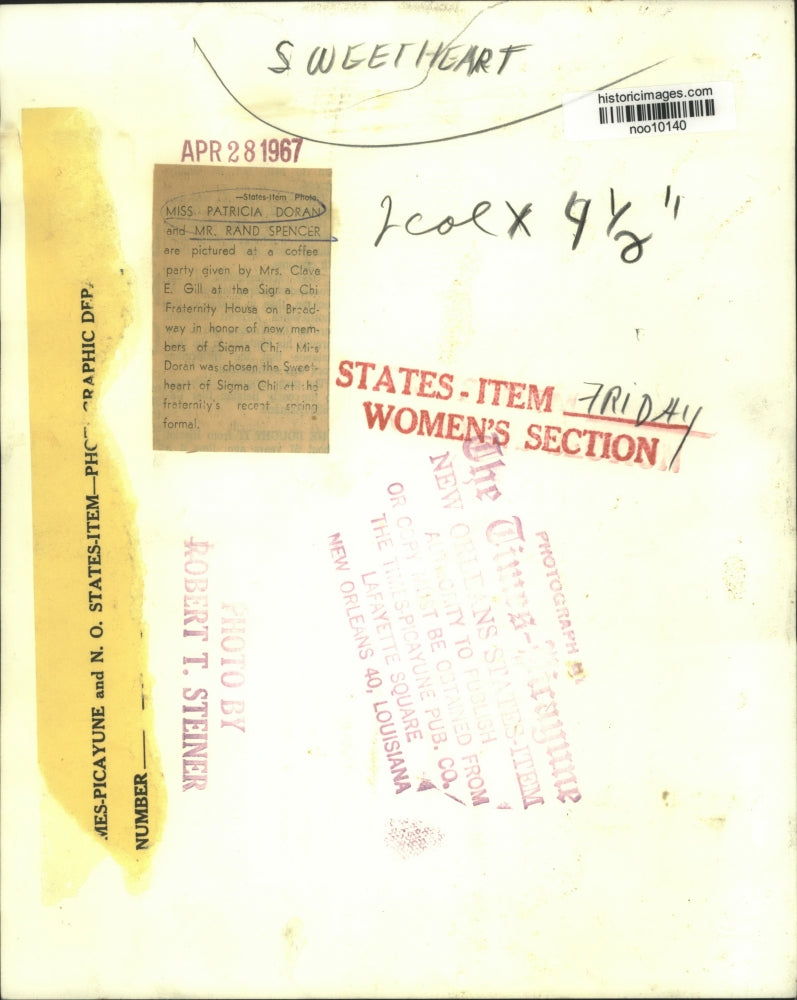 SWEETHEART
historicimages.com
noo10140
APR 28 1967
—States-Item Photo.
MISS PATRICIA DORAN
and MR. RAND SPENCER
are pictured at a coffee
party given by Mrs. Clave
E. Gill at the Sigma Chi
Fraternity House on Broad-
way in honor of new mem-
bers of Sigma Chi. Miss
Doran was chosen the Sweet-
heart of Sigma Chi at the
fraternity's recent spring
formal.
2 col x 9 1/2"
STATES-ITEM FRIDAY
WOMEN'S SECTION
MES-PICAYUNE and N. O. STATES-ITEM—PHOTOGRAPHIC DEP
NUMBER
PHOTO BY
ROBERT T. STEINER
PHOTOGRAPH BY
The Times-Picayune
NEW ORLEANS STATES-ITEM
AUTHORITY TO PUBLISH
OR COPY MUST BE OBTAINED FROM
THE TIMES-PICAYUNE PUB. CO.
LAFAYETTE SQUARE
NEW ORLEANS 40, LOUISIANA